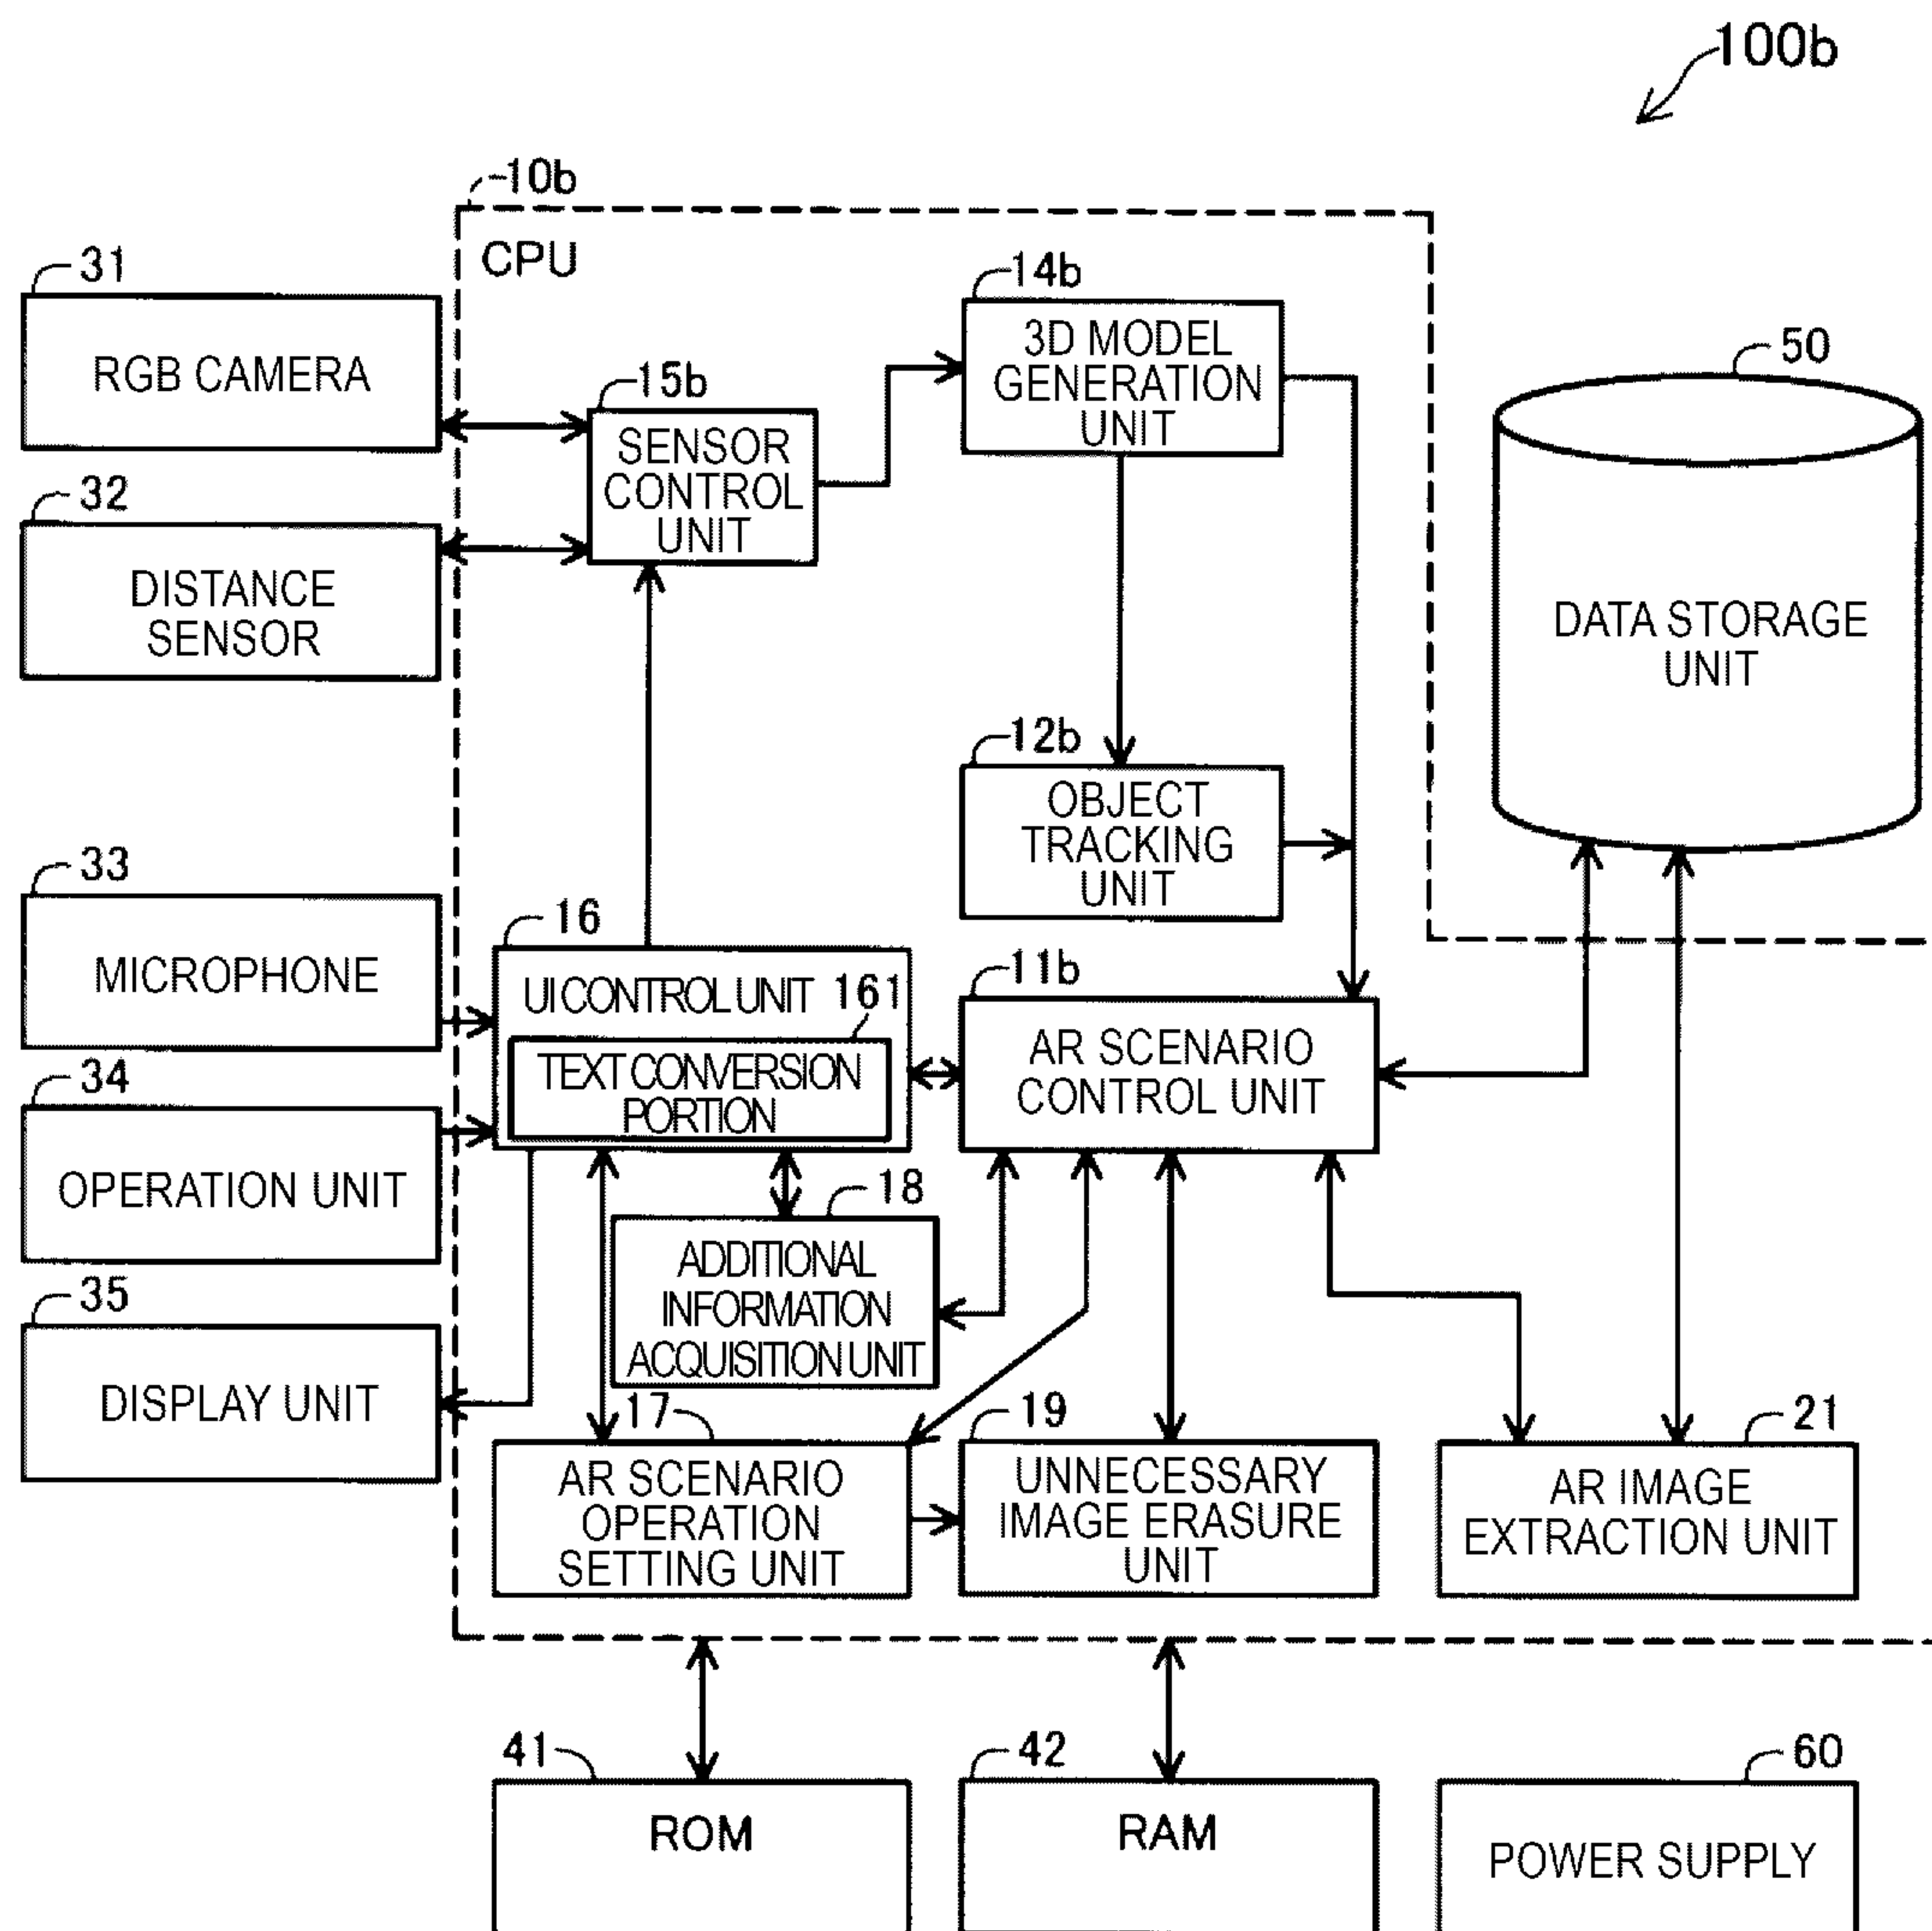 100b
10b
CPU
31
RGB CAMERA
14b
3D MODEL
GENERATION
UNIT
50
DATA STORAGE
UNIT
15b
SENSOR
CONTROL
UNIT
32
DISTANCE
SENSOR
12b
OBJECT
TRACKING
UNIT
33
MICROPHONE
16
UI CONTROL UNIT
161
TEXT CONVERSION
PORTION
11b
AR SCENARIO
CONTROL UNIT
34
OPERATION UNIT
18
ADDITIONAL
INFORMATION
ACQUISITION UNIT
35
DISPLAY UNIT
17
AR SCENARIO
OPERATION
SETTING UNIT
19
UNNECESSARY
IMAGE ERASURE
UNIT
21
AR IMAGE
EXTRACTION UNIT
41
ROM
42
RAM
60
POWER SUPPLY